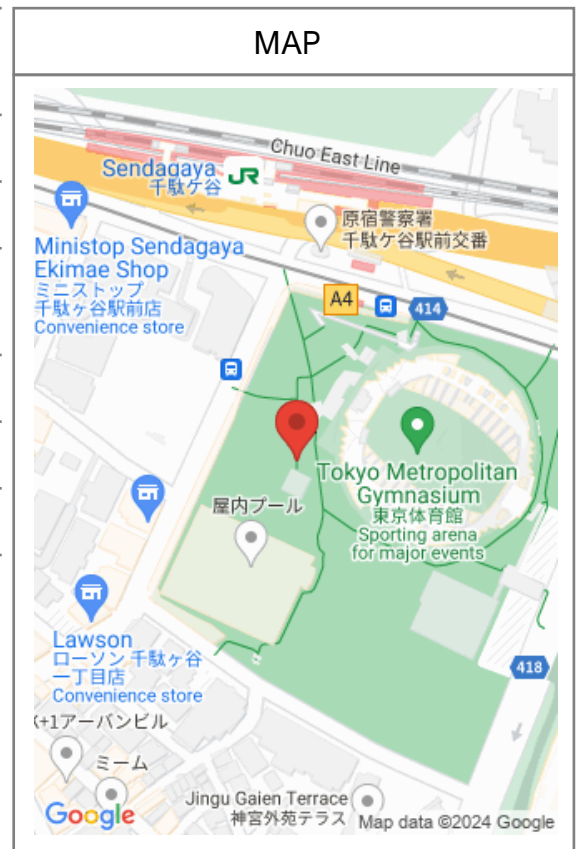 MAP
Chuo East Line
Sendagaya
千駄ケ谷
JR
原宿警察署
千駄ケ谷駅前交番
Ministop Sendagaya
Ekimae Shop
ミニストップ
千駄ヶ谷駅前店
Convenience store
A4
414
Tokyo Metropolitan
Gymnasium
東京体育館
Sporting arena
for major events
屋内プール
Lawson
ローソン 千駄ヶ谷
一丁目店
Convenience store
418
K+1アーバンビル
ミーム
Jingu Gaien Terrace
神宮外苑テラス
Google
Map data ©2024 Google